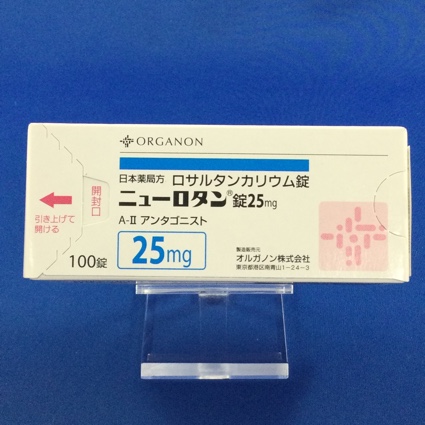 ORGANON
日本薬局方 ロサルタンカリウム錠
ニューロタン®錠25mg
A-II アンタゴニスト
25mg
100錠
開封口
引き上げて
開ける
製造販売元
オルガノン株式会社
東京都港区南青山1-24-3